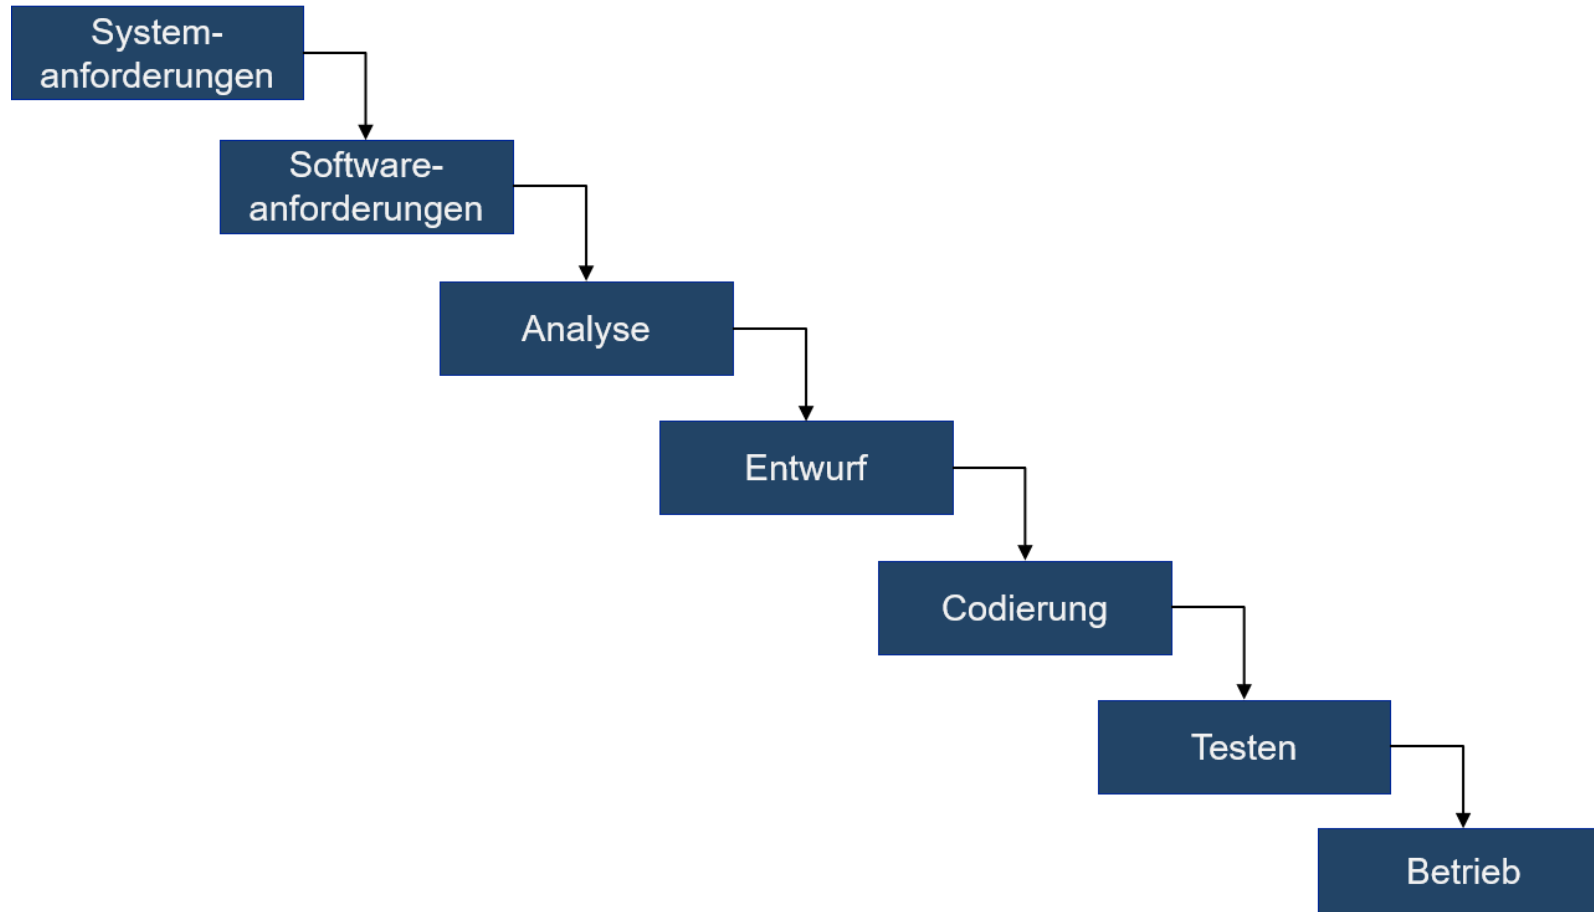 System-
anforderungen
Software-
anforderungen
Analyse
Entwurf
Codierung
Testen
Betrieb